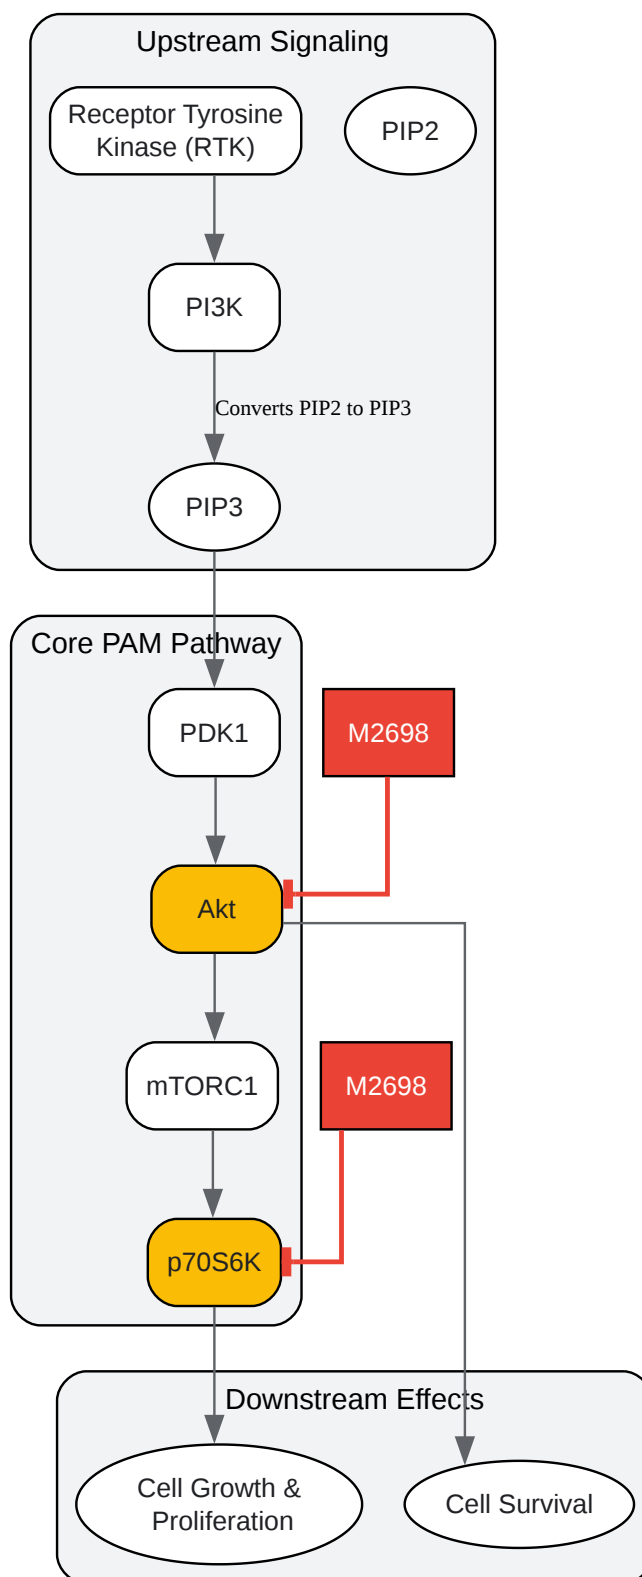 Upstream Signaling
Receptor Tyrosine
Kinase (RTK)
PIP2
PI3K
Converts PIP2 to PIP3
PIP3
Core PAM Pathway
PDK1
M2698
Akt
mTORC1
M2698
p70S6K
Downstream Effects
Cell Growth &
Proliferation
Cell Survival